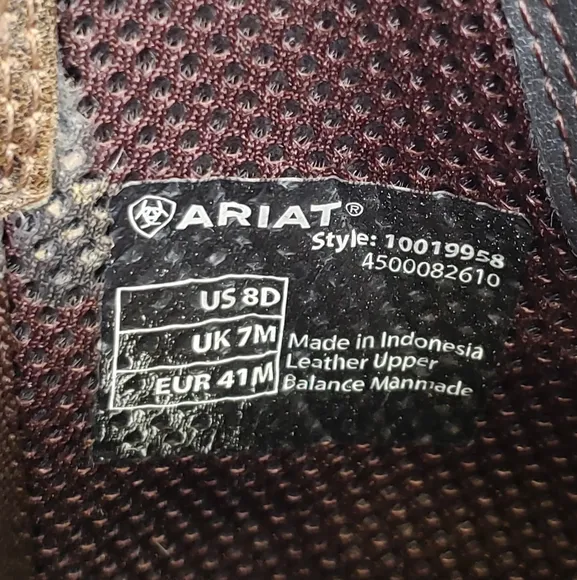 ARIAT®
Style: 10019958
4500082610
US 8D
UK 7M
EUR 41M
Made in Indonesia
Leather Upper
Balance Manmade